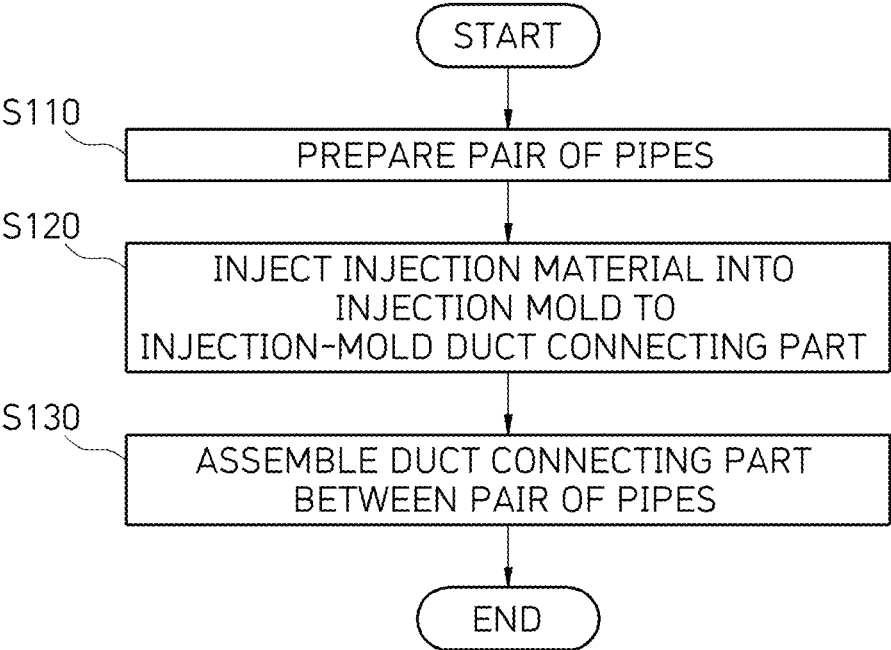 START
S110
PREPARE PAIR OF PIPES
S120
INJECT INJECTION MATERIAL INTO
INJECTION MOLD TO
INJECTION-MOLD DUCT CONNECTING PART
S130
ASSEMBLE DUCT CONNECTING PART
BETWEEN PAIR OF PIPES
END